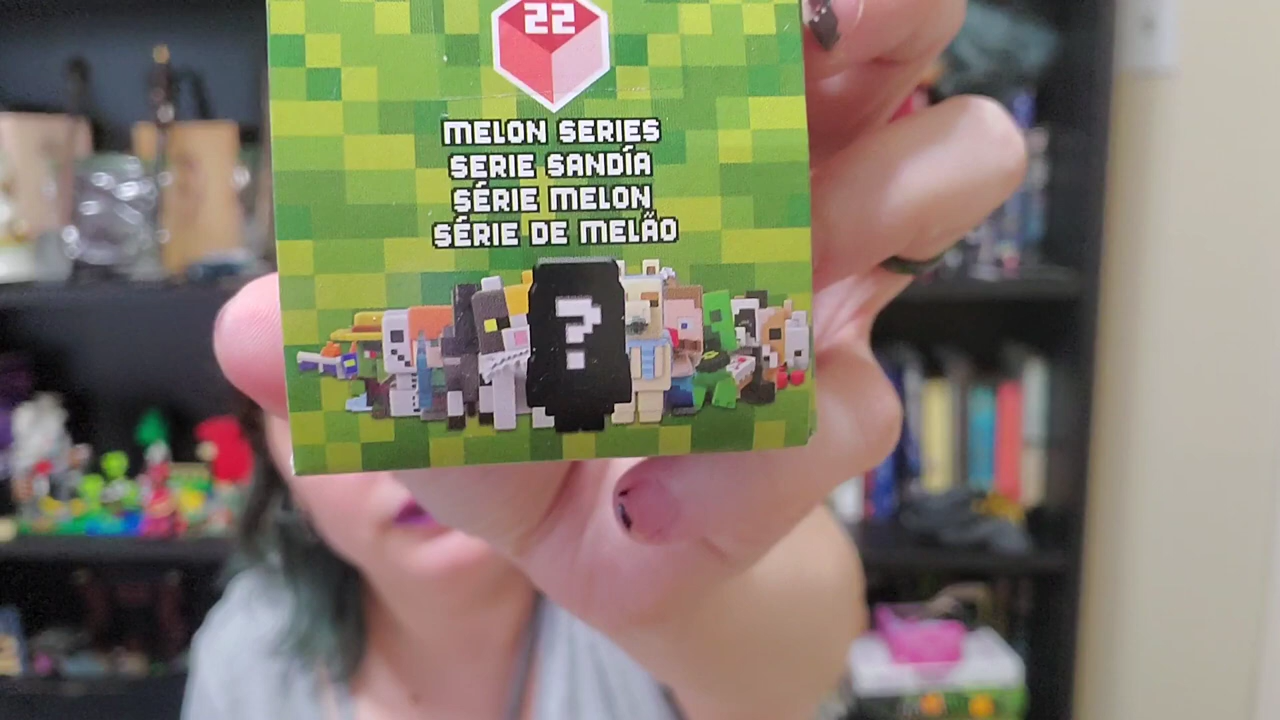 22
MELON SERIES
SERIE SANDÍA
SÉRIE MELON
SÉRIE DE MELÃO
?